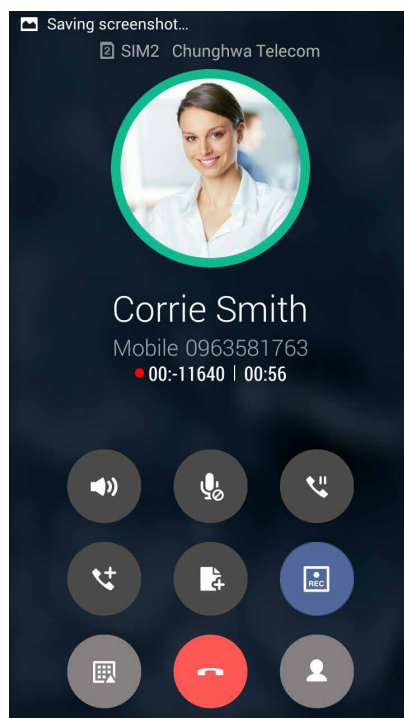 Saving screenshot...
2 SIM2 Chunghwa Telecom
Corrie Smith
Mobile 0963581763
00:-11640 | 00:56
REC